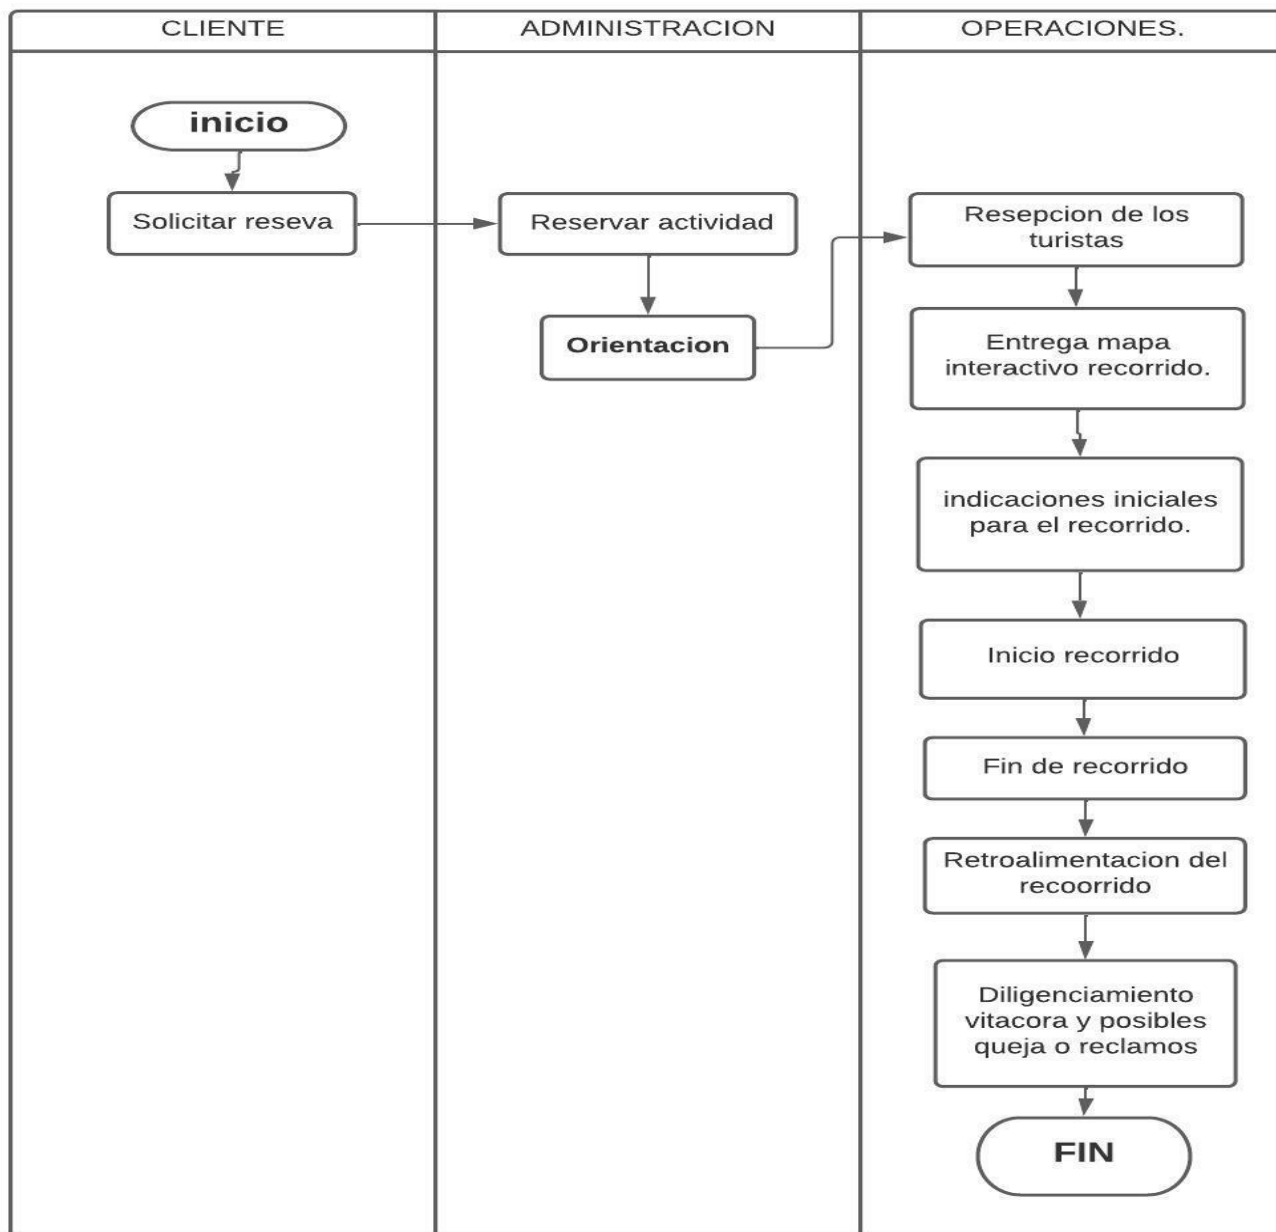 CLIENTE
ADMINISTRACION
OPERACIONES.
inicio
Solicitar reseva
Reservar actividad
Orientacion
Resepcion de los
turistas
Entrega mapa
interactivo recorrido.
indicaciones iniciales
para el recorrido.
Inicio recorrido
Fin de recorrido
Retroalimentacion del
recoorrido
Diligenciamiento
vitacora y posibles
queja o reclamos
FIN